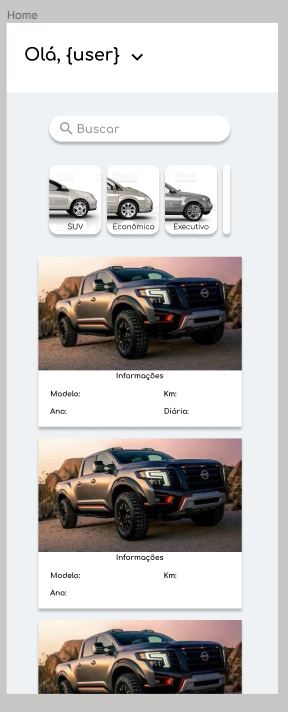 Home
Olá, {user}
Buscar
SUV
Econômico
Executivo
Informações
Modelo: Km:
Ano: Diária:
Informações
Modelo: Km:
Ano: